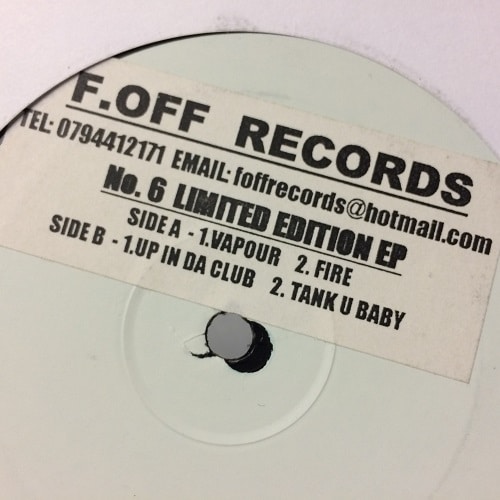 F.OFF RECORDS
TEL: 0794412171 EMAIL: foffrecords@hotmail.com
No. 6 LIMITED EDITION EP
SIDE A - 1.VAPOUR 2. FIRE
SIDE B - 1.UP IN DA CLUB 2. TANK U BABY